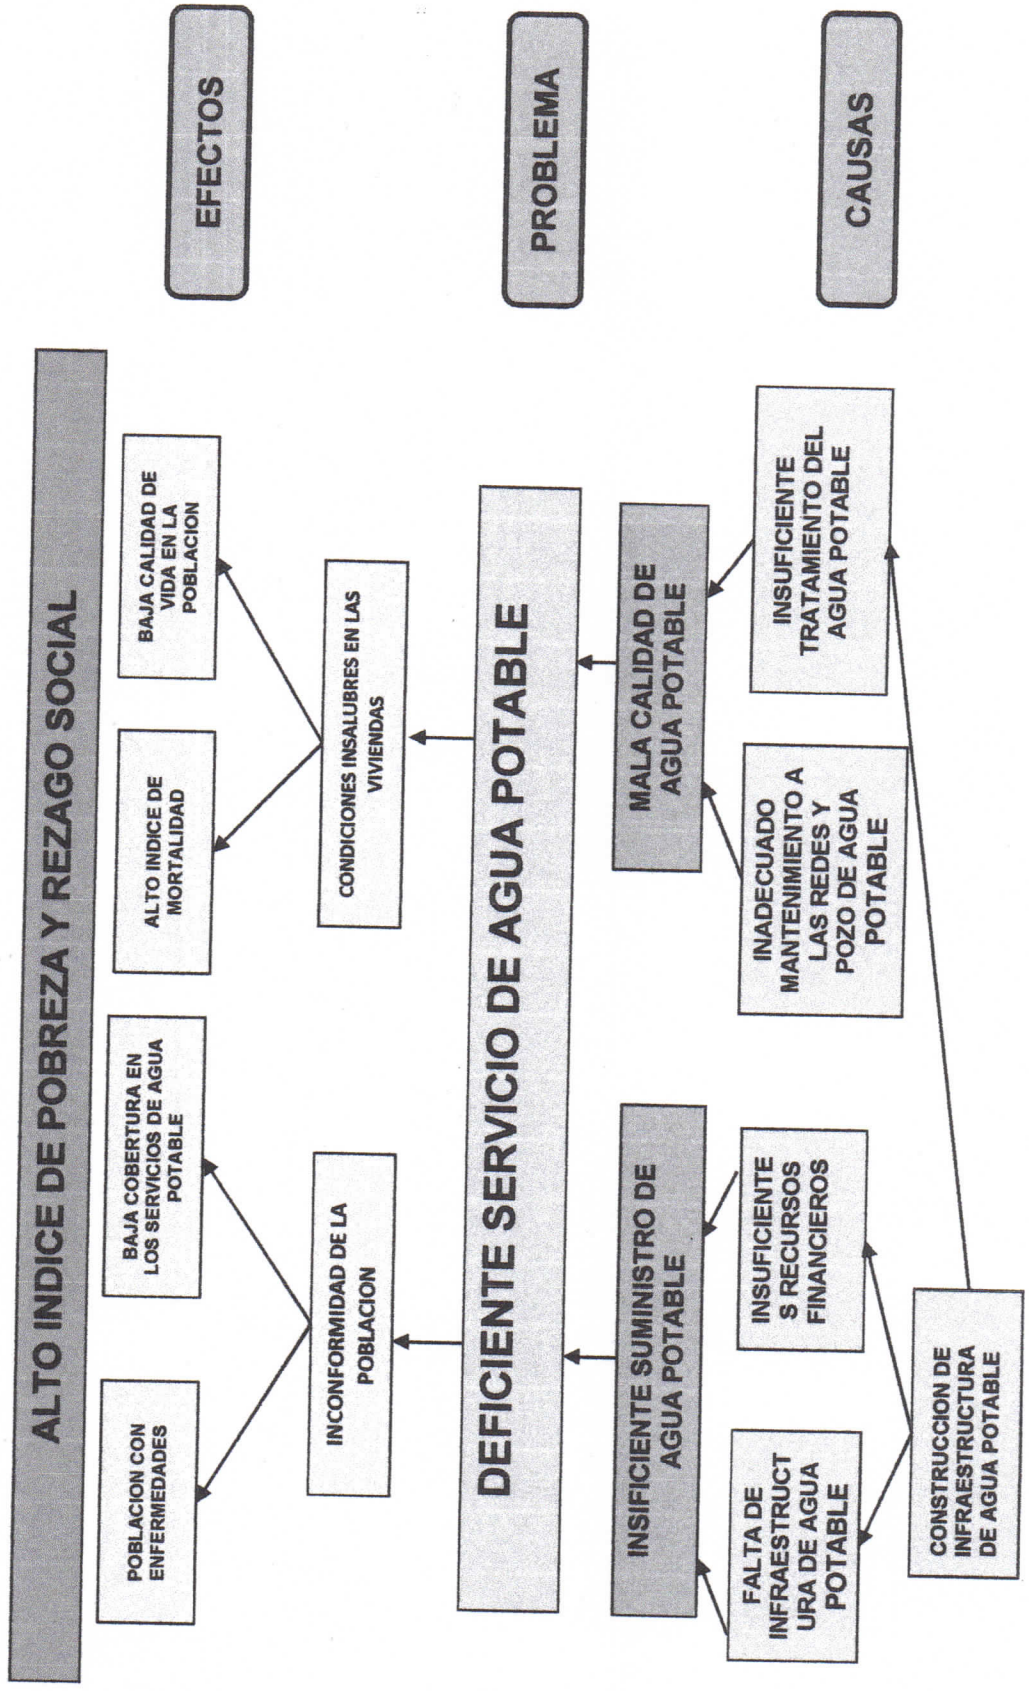 ALTO INDICE DE POBREZA Y REZAGO SOCIAL
POBLACION CON
ENFERMEDADES
BAJA COBERTURA EN
LOS SERVICIOS DE AGUA
POTABLE
ALTO INDICE DE
MORTALIDAD
BAJA CALIDAD DE
VIDA EN LA
POBLACION
EFECTOS
INCONFORMIDAD DE LA
POBLACION
CONDICIONES INSALUBRES EN LAS
VIVIENDAS
DEFICIENTE SERVICIO DE AGUA POTABLE
PROBLEMA
INSIFICIENTE SUMINISTRO DE
AGUA POTABLE
MALA CALIDAD DE
AGUA POTABLE
FALTA DE
INFRAESTRUCT
URA DE AGUA
POTABLE
INSUFICIENTE
S RECURSOS
FINANCIEROS
INADECUADO
MANTENIMIENTO A
LAS REDES Y
POZO DE AGUA
POTABLE
INSUFICIENTE
TRATAMIENTO DEL
AGUA POTABLE
CAUSAS
CONSTRUCCION DE
INFRAESTRUCTURA
DE AGUA POTABLE